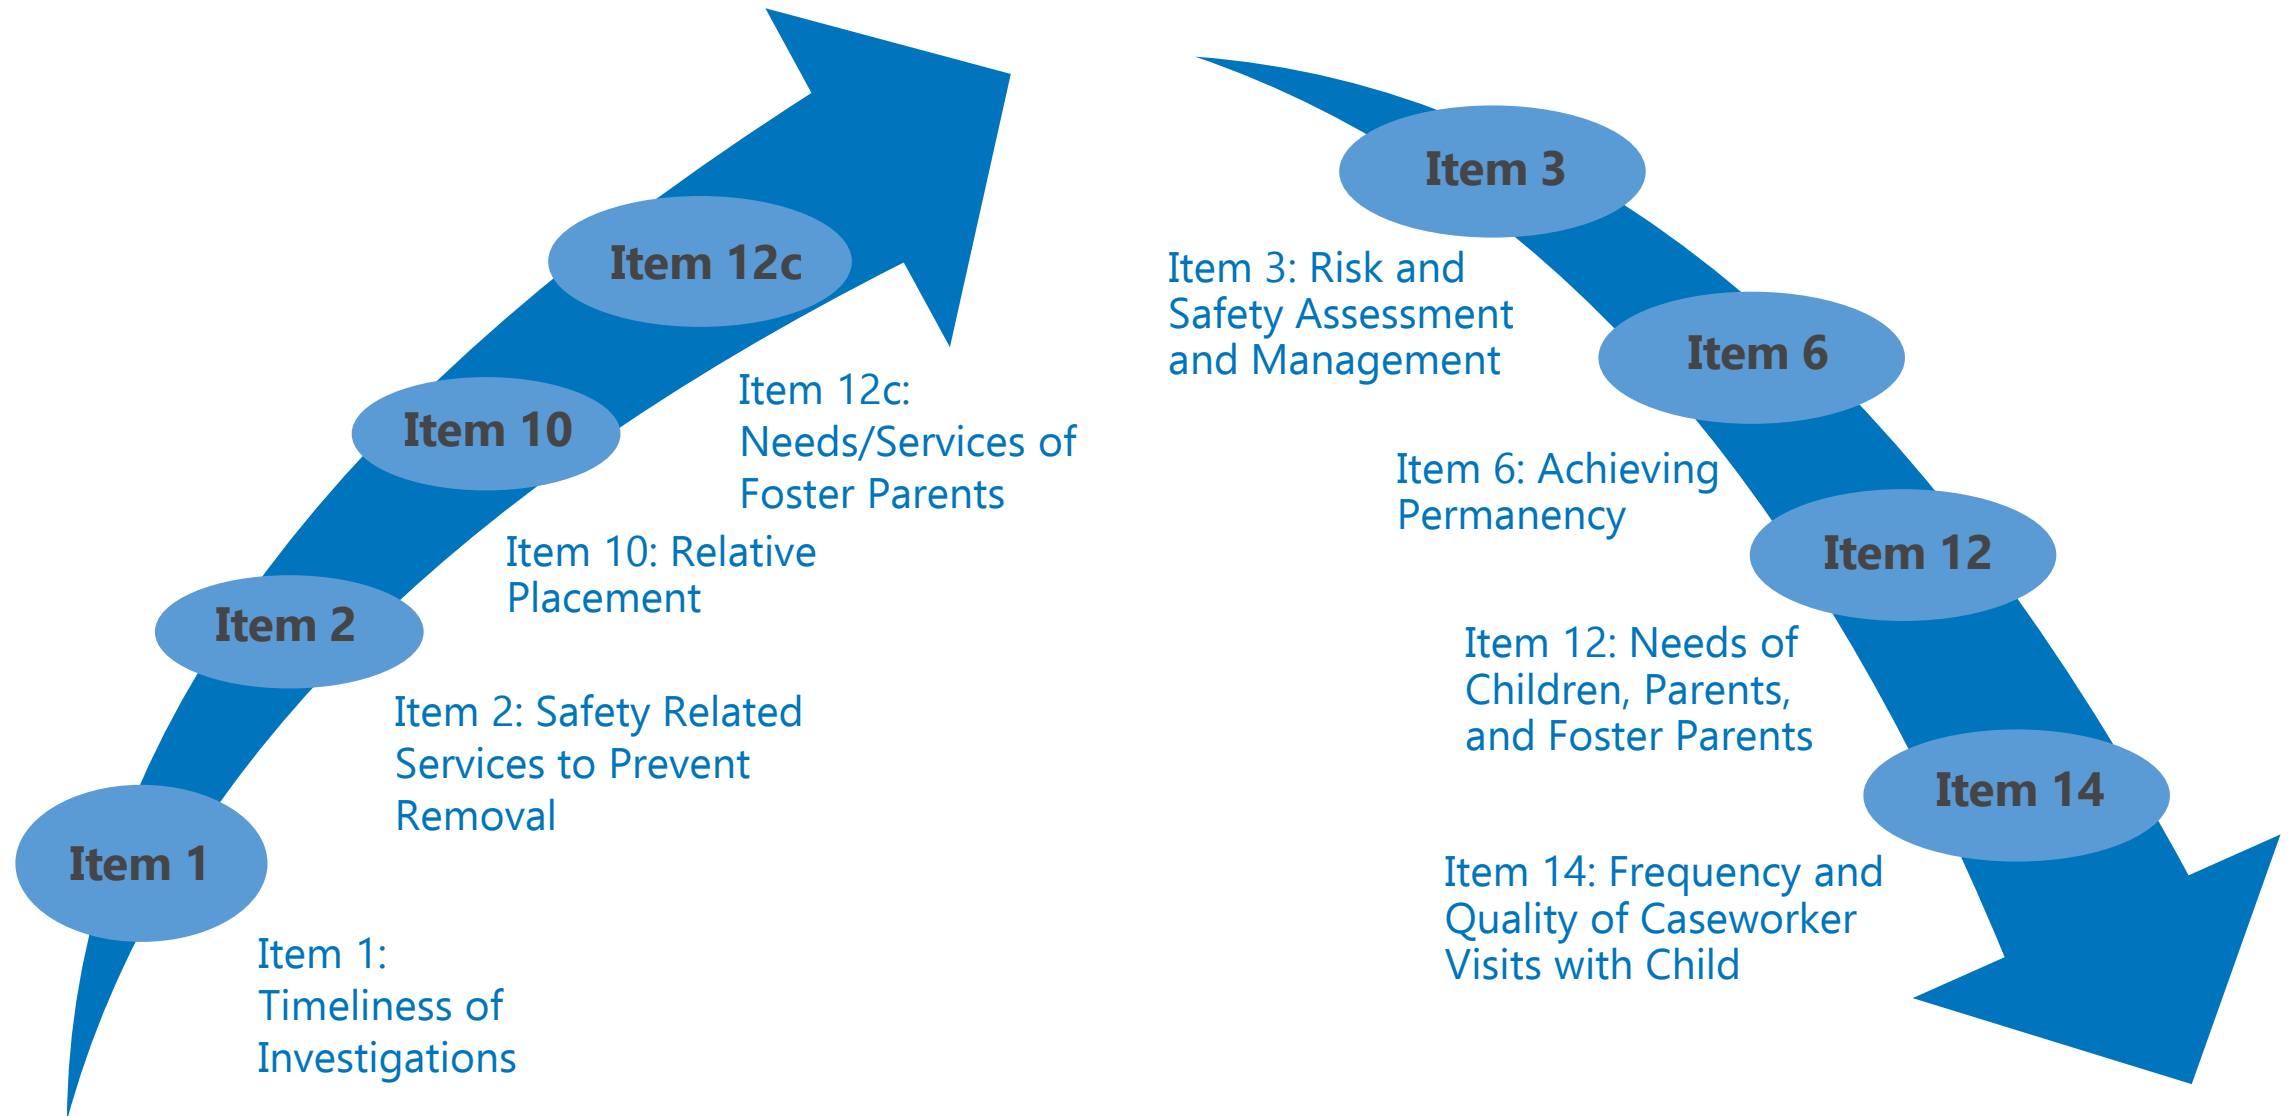 Item 12c
Item 10
Item 2
Item 1
Item 12c:
Needs/Services of
Foster Parents
Item 10: Relative
Placement
Item 2: Safety Related
Services to Prevent
Removal
Item 1:
Timeliness of
Investigations
Item 3
Item 6
Item 12
Item 14
Item 3: Risk and
Safety Assessment
and Management
Item 6: Achieving
Permanency
Item 12: Needs of
Children, Parents,
and Foster Parents
Item 14: Frequency and
Quality of Caseworker
Visits with Child